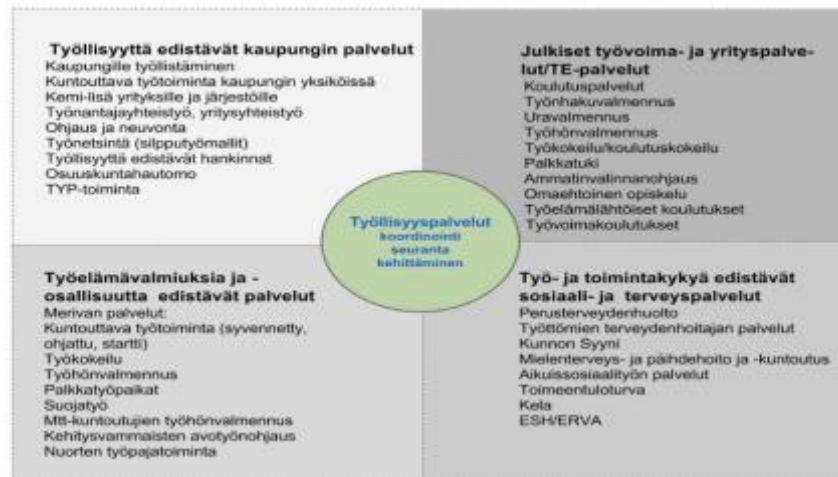 Työllisyyttä edistävät kaupungin palvelut
Kaupungille työllistäminen
Kuntouttava työtoiminta kaupungin yksiköissä
Kemi-lisä yrityksille ja järjestöille
Työnantajayhteistyö, yritysyhteistyö
Ohjaus ja neuvonta
Työnetsintä (silpputyömallit)
Työllisyyttä edistävät hankinnat
Osuuskuntahautomo
TYP-toiminta
Julkiset työvoima- ja yrityspalve-
lut/TE-palvelut
Koulutuspalvelut
Työnhakuvalmennus
Uravalmennus
Työhönvalmennus
Työkokeilu/koulutuskokeilu
Palkkatuki
Ammatinvalinnanohjaus
Omaehtoinen opiskelu
Työelämälähtöiset koulutukset
Työvoimakoulutukset
Työllisyyspalvelut
koordinointi
seuranta
kehittäminen
Työelämävalmiuksia ja -
osallisuutta edistävät palvelut
Merivan palvelut:
Kuntouttava työtoiminta (syvennetty,
ohjattu, startti)
Työkokeilu
Työhönvalmennus
Palkkatyöpaikat
Suojatyö
Mtt-kuntoutujien työhönvalmennus
Kehitysvammaisten avotyönohjaus
Nuorten työpajatoiminta
Työ- ja toimintakykyä edistävät
sosiaali- ja terveyspalvelut
Perusterveydenhuolto
Työttömien terveydenhoitajan palvelut
Kunnon Syyni
Mielenterveys- ja päihdehoito ja -kuntoutus
Aikuissosiaalityön palvelut
Toimeentuloturva
Kela
ESH/ERVA